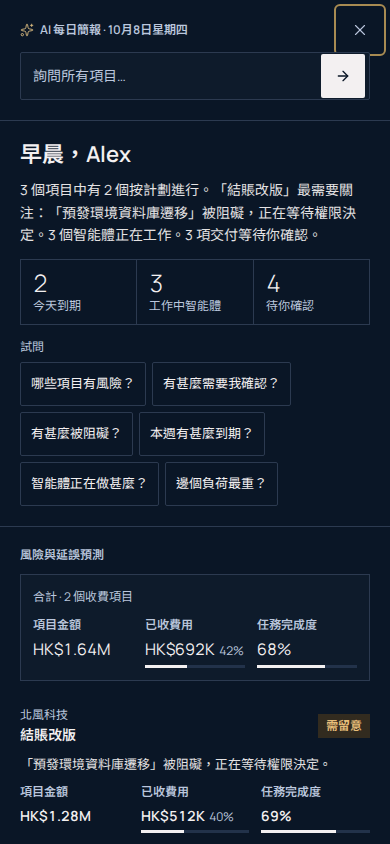 AI 每日簡報 · 10月8日星期四
詢問所有項目...
早晨，Alex
3 個項目中有 2 個按計劃進行。「結賬改版」最需要關
注：「預發環境資料庫遷移」被阻礙，正在等待權限決
定。3 個智能體正在工作。3 項交付等待你確認。
2 3 4
今天到期 工作中智能體 待你確認
試問
哪些項目有風險？ 有甚麼需要我確認？
有甚麼被阻礙？ 本週有甚麼到期？
智能體正在做甚麼？ 邊個負荷最重？
風險與延誤預測
合計 · 2 個收費項目
項目金額 已收費用 任務完成度
HK$1.64M HK$692K 42% 68%
北風科技
結賬改版 需留意
「預發環境資料庫遷移」被阻礙，正在等待權限決定。
項目金額 已收費用 任務完成度
HK$1.28M HK$512K 40% 69%